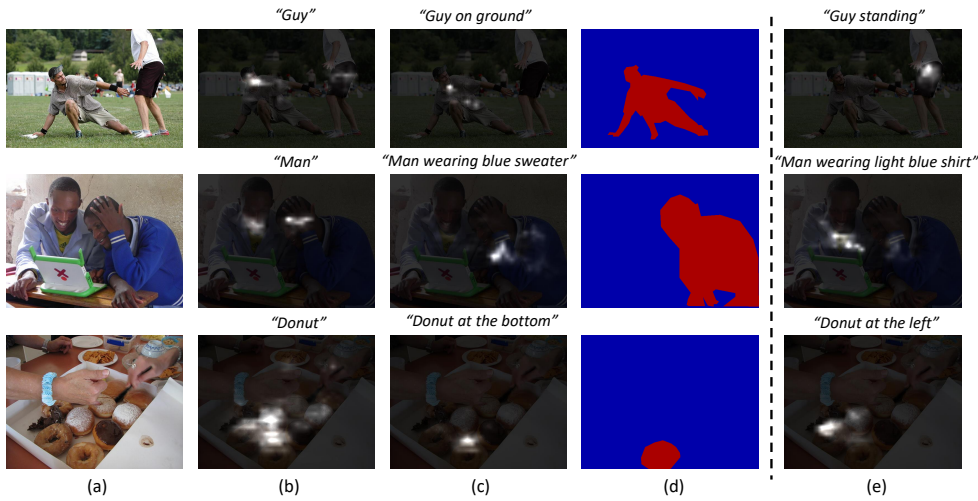 “Guy”
“Guy on ground”
“Guy standing”
“Man”
“Man wearing blue sweater”
“Man wearing light blue shirt”
“Donut”
“Donut at the bottom”
“Donut at the left”
(a)
(b)
(c)
(d)
(e)